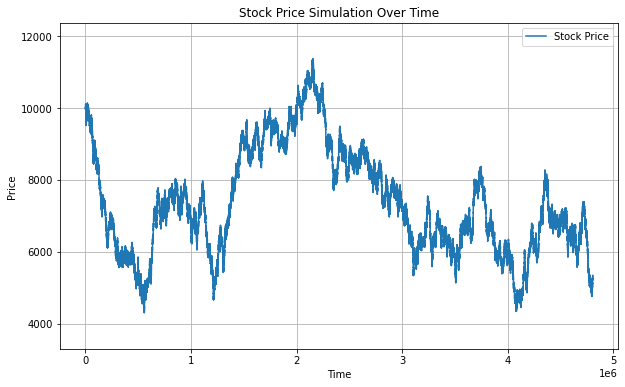 Stock Price Simulation Over Time
Stock Price
12000
10000
8000
6000
4000
Price
0 1 2 3 4 5
1e6
Time